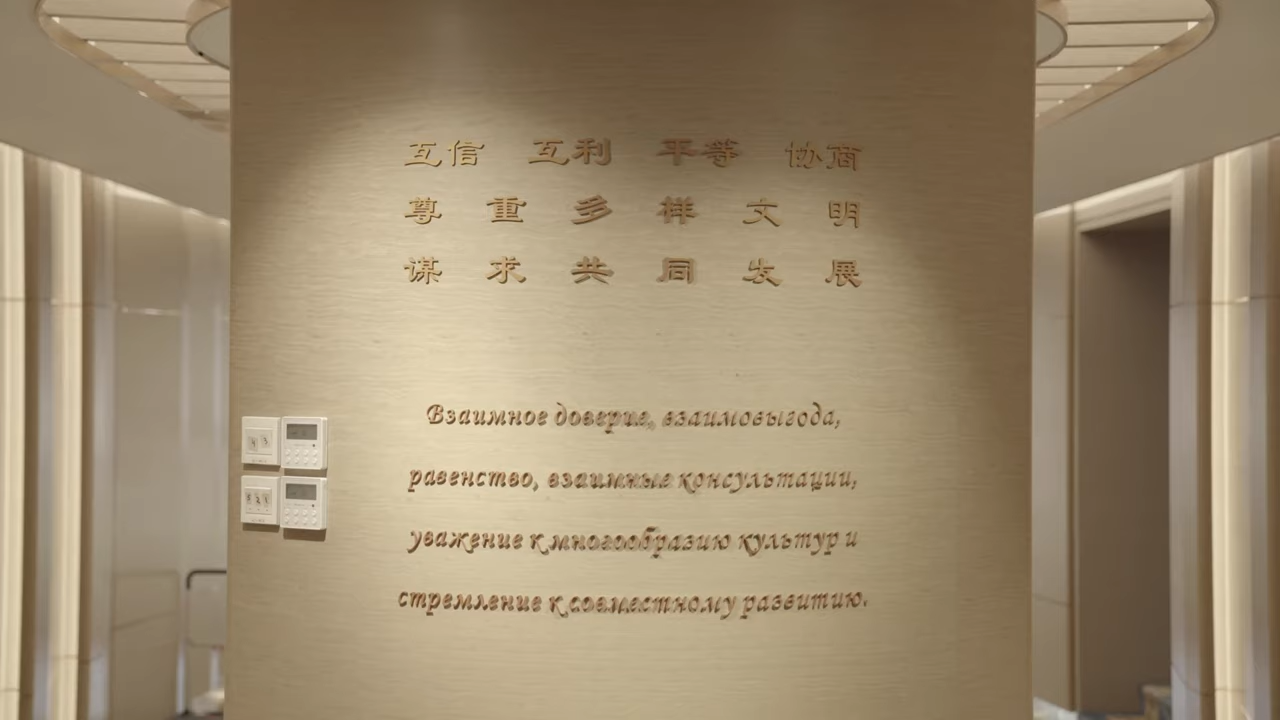 互信 互利 平等 协商
尊重多样文明
谋求共同发展
Взаимное доверие, взаимовыгода,
равенство, взаимные консультации,
уважение к многообразию культур и
стремление к совместному развитию.